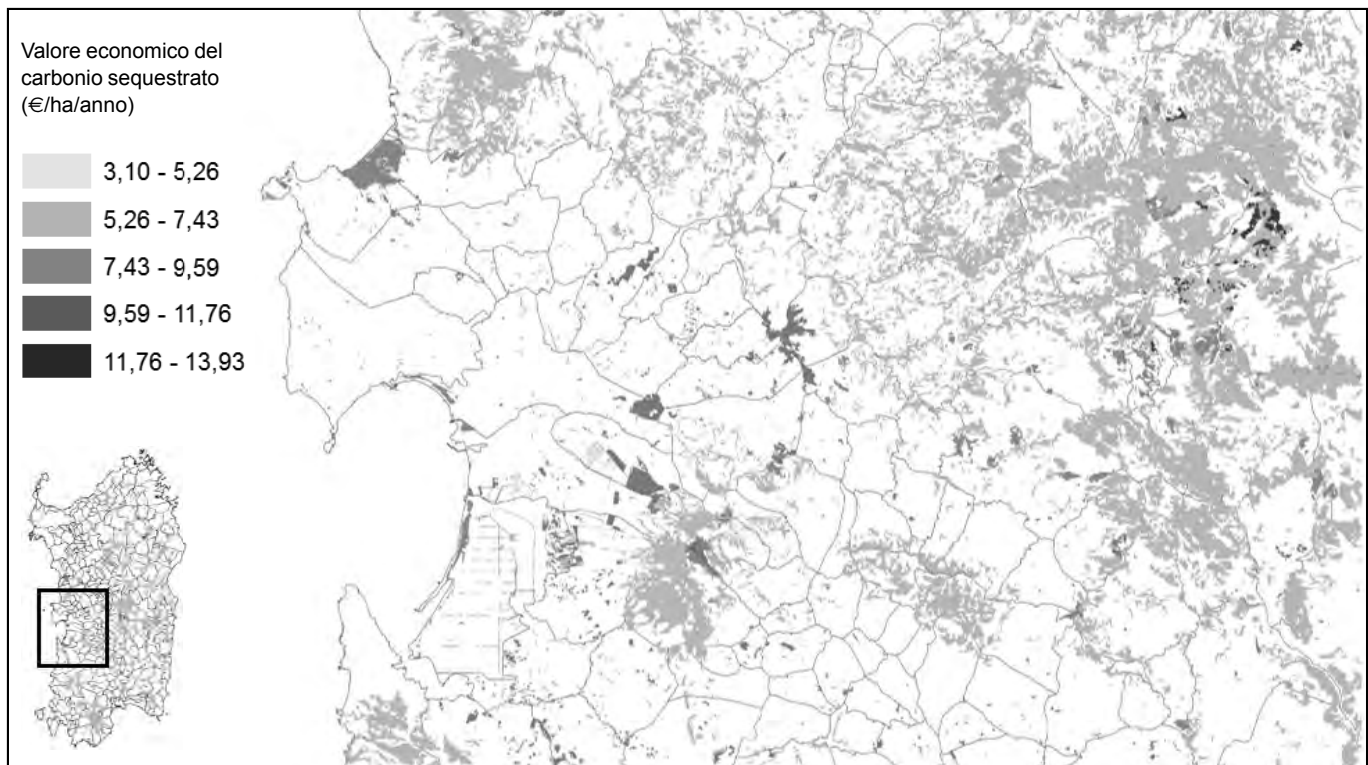 Valore economico del
carbonio sequestrato
(€/ha/anno)
3,10 - 5,26
5,26 - 7,43
7,43 - 9,59
9,59 - 11,76
11,76 - 13,93